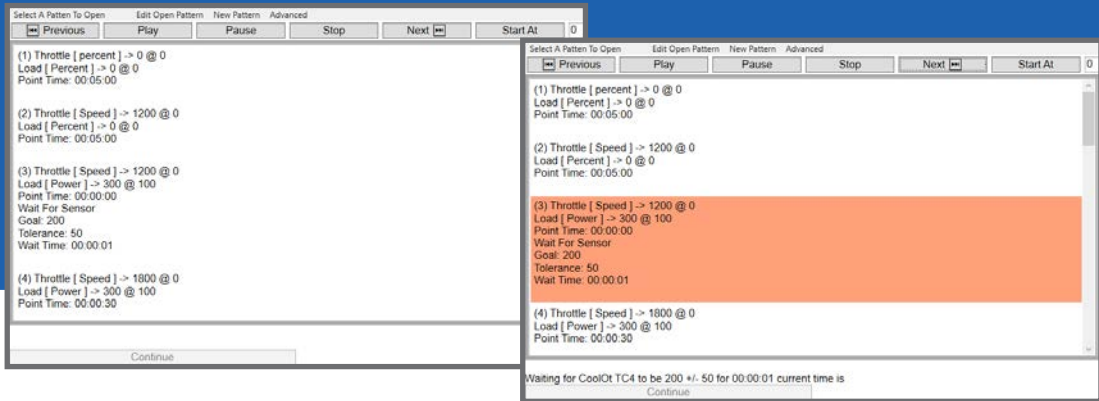 Select A Patten To Open Edit Open Pattern New Pattern Advanced
Previous Play Pause Stop Next Start At 0
(1) Throttle [ percent ] -> 0 @ 0
Load [ Percent ] -> 0 @ 0
Point Time: 00:05:00
(2) Throttle [ Speed ] -> 1200 @ 0
Load [ Percent ] -> 0 @ 0
Point Time: 00:05:00
(3) Throttle [ Speed ] -> 1200 @ 0
Load [ Power ] -> 300 @ 100
Point Time: 00:00:00
Wait For Sensor
Goal: 200
Tolerance: 50
Wait Time: 00:00:01
(4) Throttle [ Speed ] -> 1800 @ 0
Load [ Power ] -> 300 @ 100
Point Time: 00:00:30
Continue
Select A Patten To Open Edit Open Pattern New Pattern Advanced
Previous Play Pause Stop Next Start At 0
(1) Throttle [ percent ] -> 0 @ 0
Load [ Percent ] -> 0 @ 0
Point Time: 00:05:00
(2) Throttle [ Speed ] -> 1200 @ 0
Load [ Percent ] -> 0 @ 0
Point Time: 00:05:00
(3) Throttle [ Speed ] -> 1200 @ 0
Load [ Power ] -> 300 @ 100
Point Time: 00:00:00
Wait For Sensor
Goal: 200
Tolerance: 50
Wait Time: 00:00:01
(4) Throttle [ Speed ] -> 1800 @ 0
Load [ Power ] -> 300 @ 100
Point Time: 00:00:30
Waiting for CoolOt TC4 to be 200 +/- 50 for 00:00:01 current time is
Continue